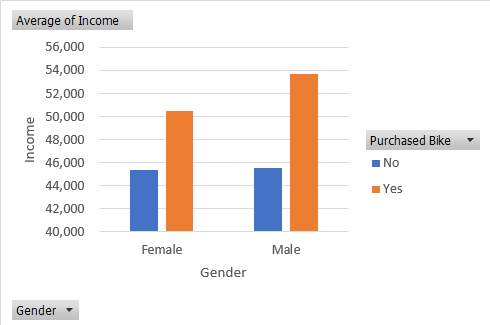 Average of Income
56,000
54,000
52,000
50,000
48,000
46,000
44,000
42,000
40,000
Income
Female
Male
Gender
Purchased Bike
No
Yes
Gender